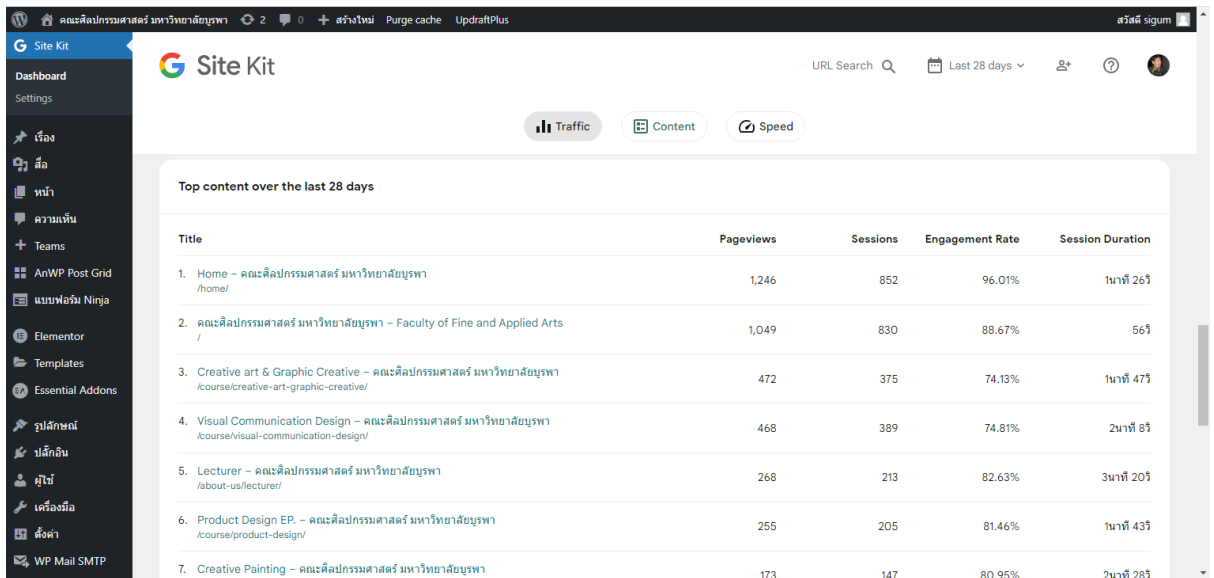 คณะศิลปกรรมศาสตร์ มหาวิทยาลัยบูรพา 2 0 สร้างใหม่ Purge cache UpdraftPlus สวัสดี sigum
Site Kit
Dashboard
Settings
เรื่อง
สื่อ
หน้า
ความเห็น
Teams
AnWP Post Grid
แบบฟอร์ม Ninja
Elementor
Templates
Essential Addons
รูปลักษณ์
ปลั๊กอิน
ผู้ใช้
เครื่องมือ
ตั้งค่า
WP Mail SMTP
G Site Kit URL Search Last 28 days
Traffic Content Speed
Top content over the last 28 days
Title Pageviews Sessions Engagement Rate Session Duration
1. Home – คณะศิลปกรรมศาสตร์ มหาวิทยาลัยบูรพา 1,246 852 96.01% 1นาที 26วิ
/home/
2. คณะศิลปกรรมศาสตร์ มหาวิทยาลัยบูรพา – Faculty of Fine and Applied Arts 1,049 830 88.67% 56วิ
/
3. Creative art & Graphic Creative – คณะศิลปกรรมศาสตร์ มหาวิทยาลัยบูรพา 472 375 74.13% 1นาที 47วิ
/course/creative-art-graphic-creative/
4. Visual Communication Design – คณะศิลปกรรมศาสตร์ มหาวิทยาลัยบูรพา 468 389 74.81% 2นาที 8วิ
/course/visual-communication-design/
5. Lecturer – คณะศิลปกรรมศาสตร์ มหาวิทยาลัยบูรพา 268 213 82.63% 3นาที 20วิ
/about-us/lecturer/
6. Product Design EP. – คณะศิลปกรรมศาสตร์ มหาวิทยาลัยบูรพา 255 205 81.46% 1นาที 43วิ
/course/product-design/
7. Creative Painting – คณะศิลปกรรมศาสตร์ มหาวิทยาลัยบูรพา 173 147 80.95% 2นาที 28วิ